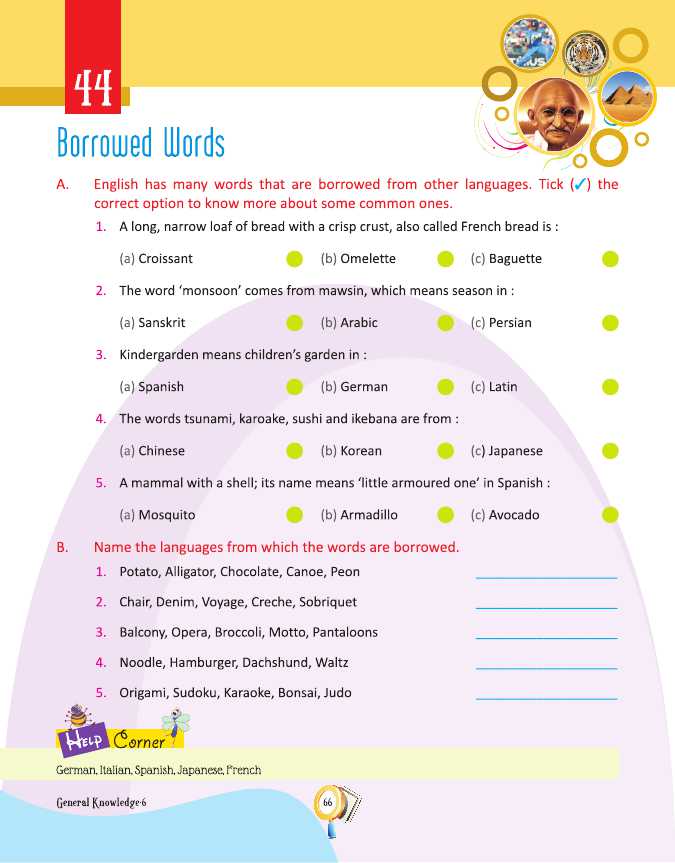 44
Borrowed Words
A. English has many words that are borrowed from other languages. Tick (✓) the
correct option to know more about some common ones.
1. A long, narrow loaf of bread with a crisp crust, also called French bread is :
(a) Croissant (b) Omelette (c) Baguette
2. The word ‘monsoon’ comes from mawsin, which means season in :
(a) Sanskrit (b) Arabic (c) Persian
3. Kindergarden means children’s garden in :
(a) Spanish (b) German (c) Latin
4. The words tsunami, karoake, sushi and ikebana are from :
(a) Chinese (b) Korean (c) Japanese
5. A mammal with a shell; its name means ‘little armoured one’ in Spanish :
(a) Mosquito (b) Armadillo (c) Avocado
B. Name the languages from which the words are borrowed.
1. Potato, Alligator, Chocolate, Canoe, Peon
2. Chair, Denim, Voyage, Creche, Sobriquet
3. Balcony, Opera, Broccoli, Motto, Pantaloons
4. Noodle, Hamburger, Dachshund, Waltz
5. Origami, Sudoku, Karaoke, Bonsai, Judo
Help Corner
German, Italian, Spanish, Japanese, French
General Knowledge-6
66